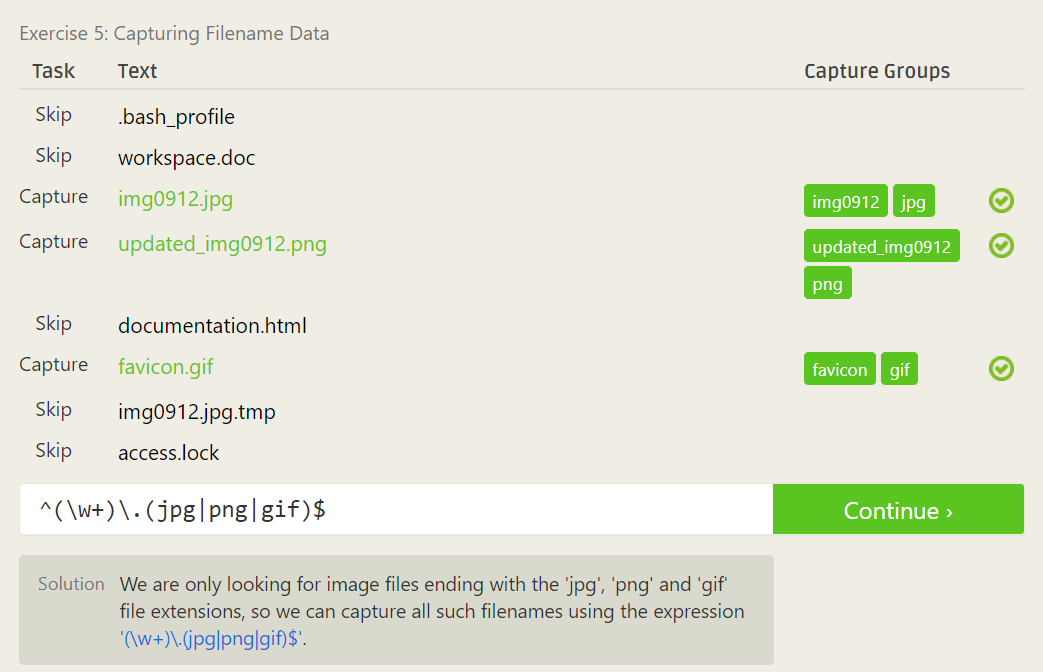 Exercise 5: Capturing Filename Data
Task Text Capture Groups
Skip .bash_profile
Skip workspace.doc
Capture img0912.jpg img0912 jpg
Capture updated_img0912.png updated_img0912
png
Skip documentation.html
Capture favicon.gif favicon gif
Skip img0912.jpg.tmp
Skip access.lock
^(\w+)\.(jpg|png|gif)$ Continue ›
Solution We are only looking for image files ending with the 'jpg', 'png' and 'gif'
file extensions, so we can capture all such filenames using the expression
'(\w+)\.(jpg|png|gif)$'.